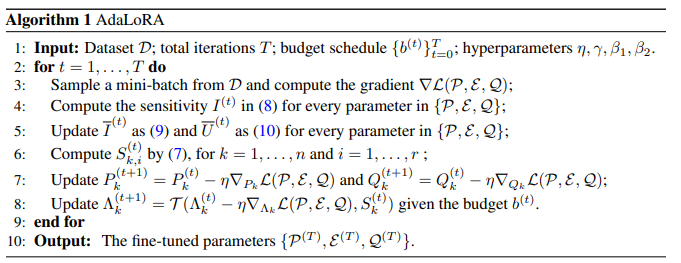 Algorithm 1 AdaLoRA
1: Input: Dataset $\mathcal{D}$; total iterations $T$; budget schedule $\{b^{(t)}\}_{t=0}^{T}$; hyperparameters $\eta, \gamma, \beta_1, \beta_2$.
2: for $t = 1, \ldots, T$ do
3: Sample a mini-batch from $\mathcal{D}$ and compute the gradient $\nabla\mathcal{L}(\mathcal{P}, \mathcal{E}, \mathcal{Q})$;
4: Compute the sensitivity $I^{(t)}$ in (8) for every parameter in $\{\mathcal{P}, \mathcal{E}, \mathcal{Q}\}$;
5: Update $\overline{I}^{(t)}$ as (9) and $\overline{U}^{(t)}$ as (10) for every parameter in $\{\mathcal{P}, \mathcal{E}, \mathcal{Q}\}$;
6: Compute $S_{k,i}^{(t)}$ by (7), for $k = 1, \ldots, n$ and $i = 1, \ldots, r$ ;
7: Update $P_k^{(t+1)} = P_k^{(t)} - \eta\nabla_{P_k}\mathcal{L}(\mathcal{P}, \mathcal{E}, \mathcal{Q})$ and $Q_k^{(t+1)} = Q_k^{(t)} - \eta\nabla_{Q_k}\mathcal{L}(\mathcal{P}, \mathcal{E}, \mathcal{Q})$;
8: Update $\Lambda_k^{(t+1)} = \mathcal{T}(\Lambda_k^{(t)} - \eta\nabla_{\Lambda_k}\mathcal{L}(\mathcal{P}, \mathcal{E}, \mathcal{Q}), S_k^{(t)})$ given the budget $b^{(t)}$.
9: end for
10: Output: The fine-tuned parameters $\{\mathcal{P}^{(T)}, \mathcal{E}^{(T)}, \mathcal{Q}^{(T)}\}$.